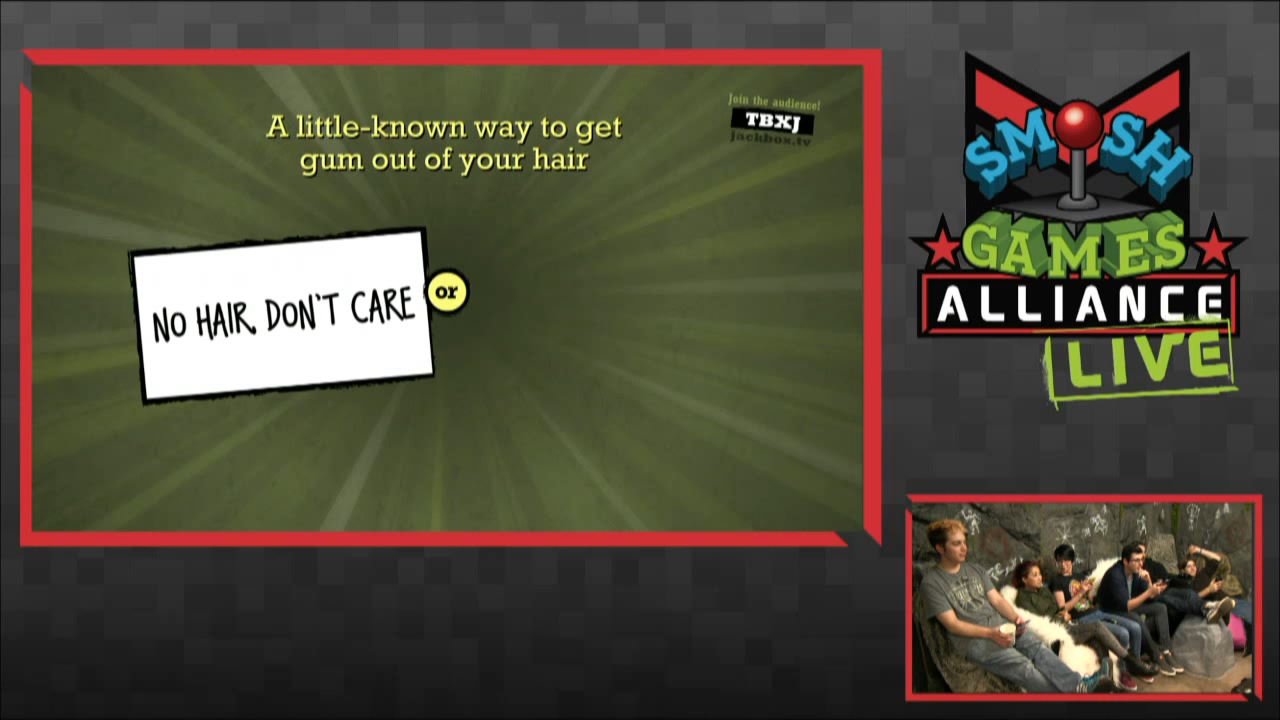 A little-known way to get
gum out of your hair
Join the audience!
TBXJ
jackbox.tv
NO HAIR, DON'T CARE
or
SMOSH
GAMES
ALLIANCE
LIVE